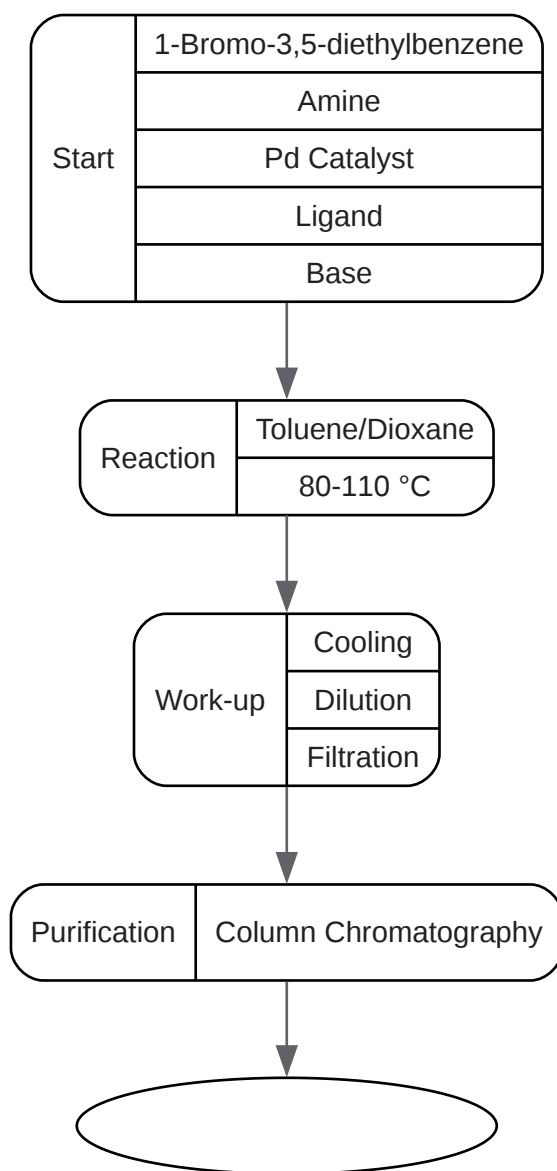 Start
1-Bromo-3,5-diethylbenzene
Amine
Pd Catalyst
Ligand
Base
Reaction
Toluene/Dioxane
80-110 °C
Work-up
Cooling
Dilution
Filtration
Purification
Column Chromatography